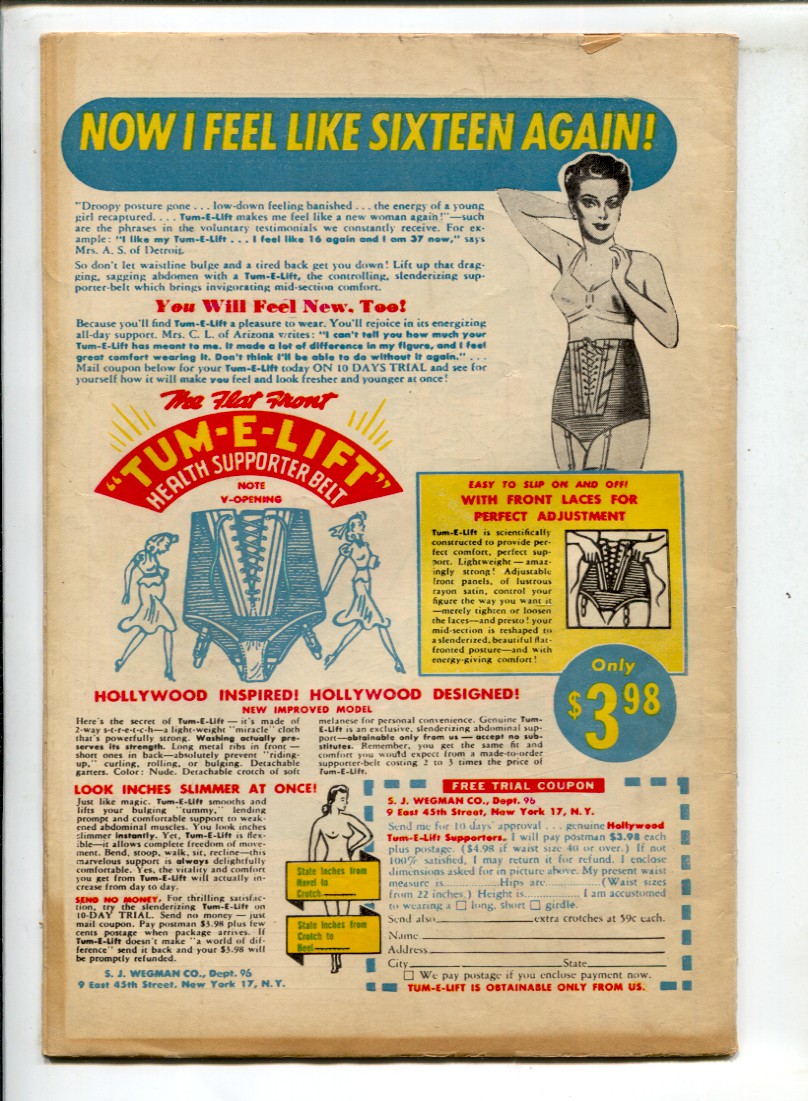 NOW I FEEL LIKE SIXTEEN AGAIN!
"Droopy posture gone . . . low-down feeling banished . . . the energy of a young
girl recaptured. . . . Tum-E-Lift makes me feel like a new woman again!"—such
are the phrases in the voluntary testimonials we constantly receive. For ex-
ample: "I like my Tum-E-Lift . . . I feel like 16 again and I am 37 now," says
Mrs. A. S. of Detroit.
So don't let waistline bulge and a tired back get you down! Lift up that drag-
ging, sagging abdomen with a Tum-E-Lift, the controlling, slenderizing sup-
porter-belt which brings invigorating mid-section comfort.
You Will Feel New, Too!
Because you'll find Tum-E-Lift a pleasure to wear. You'll rejoice in its energizing
all-day support. Mrs. C. L. of Arizona writes: "I can't tell you how much your
Tum-E-Lift has meant to me. It made a lot of difference in my figure, and I feel
great comfort wearing it. Don't think I'll be able to do without it again." . . .
Mail coupon below for your Tum-E-Lift today ON 10 DAYS TRIAL and see for
yourself how it will make you feel and look fresher and younger at once!
The Flat Front
"TUM-E-LIFT"
HEALTH SUPPORTER BELT
NOTE
V-OPENING
EASY TO SLIP ON AND OFF!
WITH FRONT LACES FOR
PERFECT ADJUSTMENT
Tum-E-Lift is scientifically
constructed to provide per-
fect comfort, perfect sup-
port. Lightweight—amaz-
ingly strong! Adjustable
front panels, of lustrous
rayon satin, control your
figure the way you want it
—merely tighten or loosen
the laces—and presto! your
mid-section is reshaped to
a slenderized, beautiful flat-
fronted posture—and with
energy-giving comfort!
Only
$3.98
HOLLYWOOD INSPIRED! HOLLYWOOD DESIGNED!
NEW IMPROVED MODEL
Here's the secret of Tum-E-Lift — it's made of
2-way s-t-r-e-t-c-h—a light-weight "miracle" cloth
that's powerfully strong. Washing actually pre-
serves its strength. Long metal ribs in front —
short ones in back—absolutely prevent "riding-
up," curling, rolling, or bulging. Detachable
garters. Color: Nude. Detachable crotch of soft
melanese for personal convenience. Genuine Tum-
E-Lift is an exclusive, slenderizing abdominal sup-
port—obtainable only from us — accept no sub-
stitutes. Remember, you get the same fit and
comfort you would expect from a made-to-order
supporter-belt costing 2 to 3 times the price of
Tum-E-Lift.
LOOK INCHES SLIMMER AT ONCE!
Just like magic, Tum-E-Lift smooths and
lifts your bulging "tummy," lending
prompt and comfortable support to weak-
ened abdominal muscles. You look inches
slimmer instantly. Yet, Tum-E-Lift is flex-
ible—it allows complete freedom of move-
ment. Bend, stoop, walk, sit, recline—this
marvelous support is always delightfully
comfortable. Yes, the vitality and comfort
you get from Tum-E-Lift will actually in-
crease from day to day.
SEND NO MONEY. For thrilling satisfac-
tion, try the slenderizing Tum-E-Lift on
10-DAY TRIAL. Send no money — just
mail coupon. Pay postman $3.98 plus few
cents postage when package arrives. If
Tum-E-Lift doesn't make "a world of dif-
ference" send it back and your $3.98 will
be promptly refunded.
S. J. WEGMAN CO., Dept. 96
9 East 45th Street, New York 17, N.Y.
State Inches from
Navel to
Crotch
State Inches from
Crotch to
Heel
FREE TRIAL COUPON
S. J. WEGMAN CO., Dept. 96
9 East 45th Street, New York 17, N.Y.
Send me for 10 days' approval . . . genuine Hollywood
Tum-E-Lift Supporters. I will pay postman $3.98 each
plus postage. ($4.98 if waist size 40 or over.) If not
100% satisfied, I may return it for refund. I enclose
dimensions asked for in picture above. My present waist
measure is ........ Hips are ........ (Waist sizes
from 22 inches.) Height is ........ I am accustomed
to wearing a □ long, short □ girdle.
Send also ________ extra crotches at 59c each.
Name
Address
City State
□ We pay postage if you enclose payment now.
TUM-E-LIFT IS OBTAINABLE ONLY FROM US.